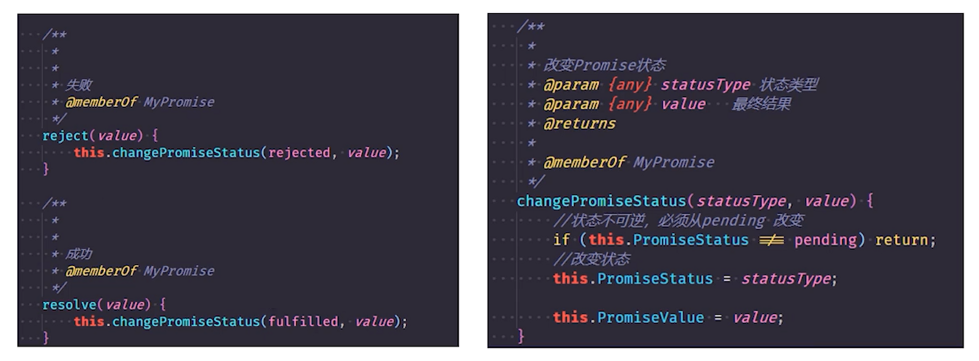 /**
*
*
* 失败
* @memberOf MyPromise
*/
reject(value) {
this.changePromiseStatus(rejected, value);
}
/**
*
*
* 成功
* @memberOf MyPromise
*/
resolve(value) {
this.changePromiseStatus(fulfilled, value);
}
/**
*
* 改变Promise状态
* @param {any} statusType 状态类型
* @param {any} value 最终结果
* @returns
*
* @memberOf MyPromise
*/
changePromiseStatus(statusType, value) {
//状态不可逆，必须从pending 改变
if (this.PromiseStatus !== pending) return;
//改变状态
this.PromiseStatus = statusType;
this.PromiseValue = value;
}